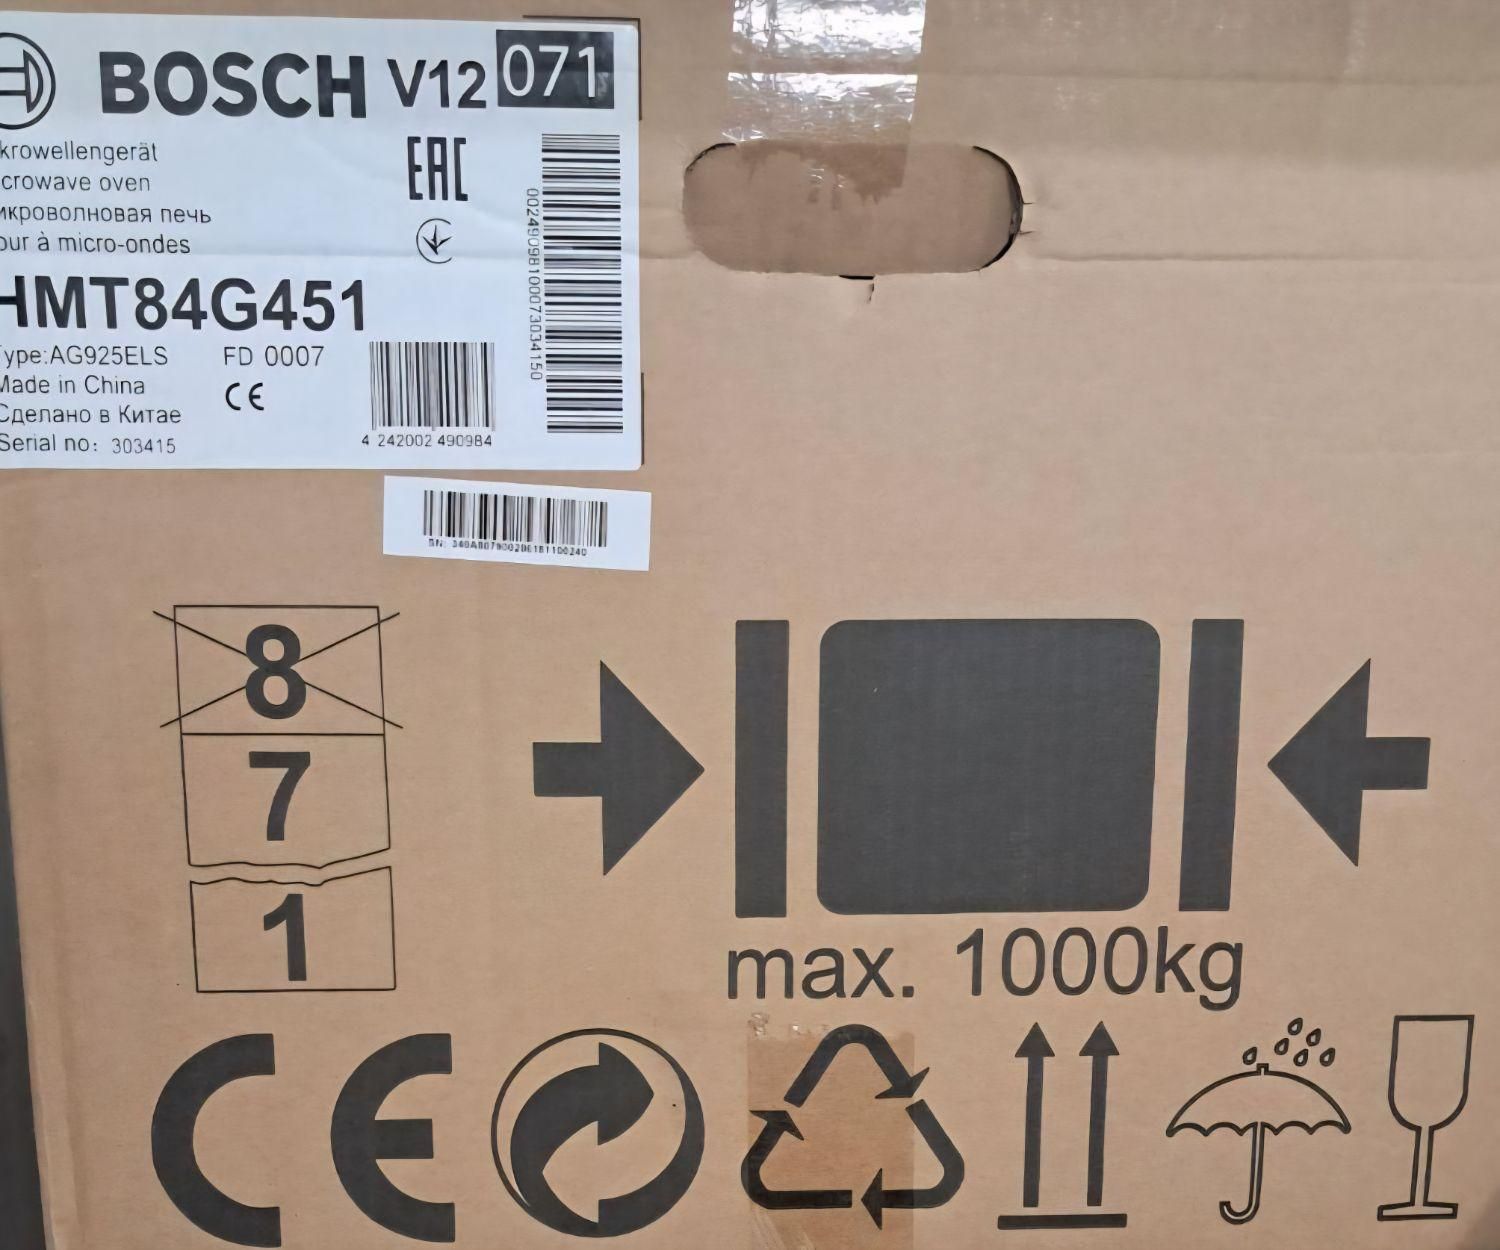 BOSCH V12 071
krowellengerät
crowave oven
икроволновая печь
our à micro-ondes
EAC
HMT84G451
Type:AG925ELS FD 0007
Made in China
CE
Сделано в Китае
Serial no: 303415
4 242002 490984
00249098100073034150
8
7
1
max. 1000kg
CE